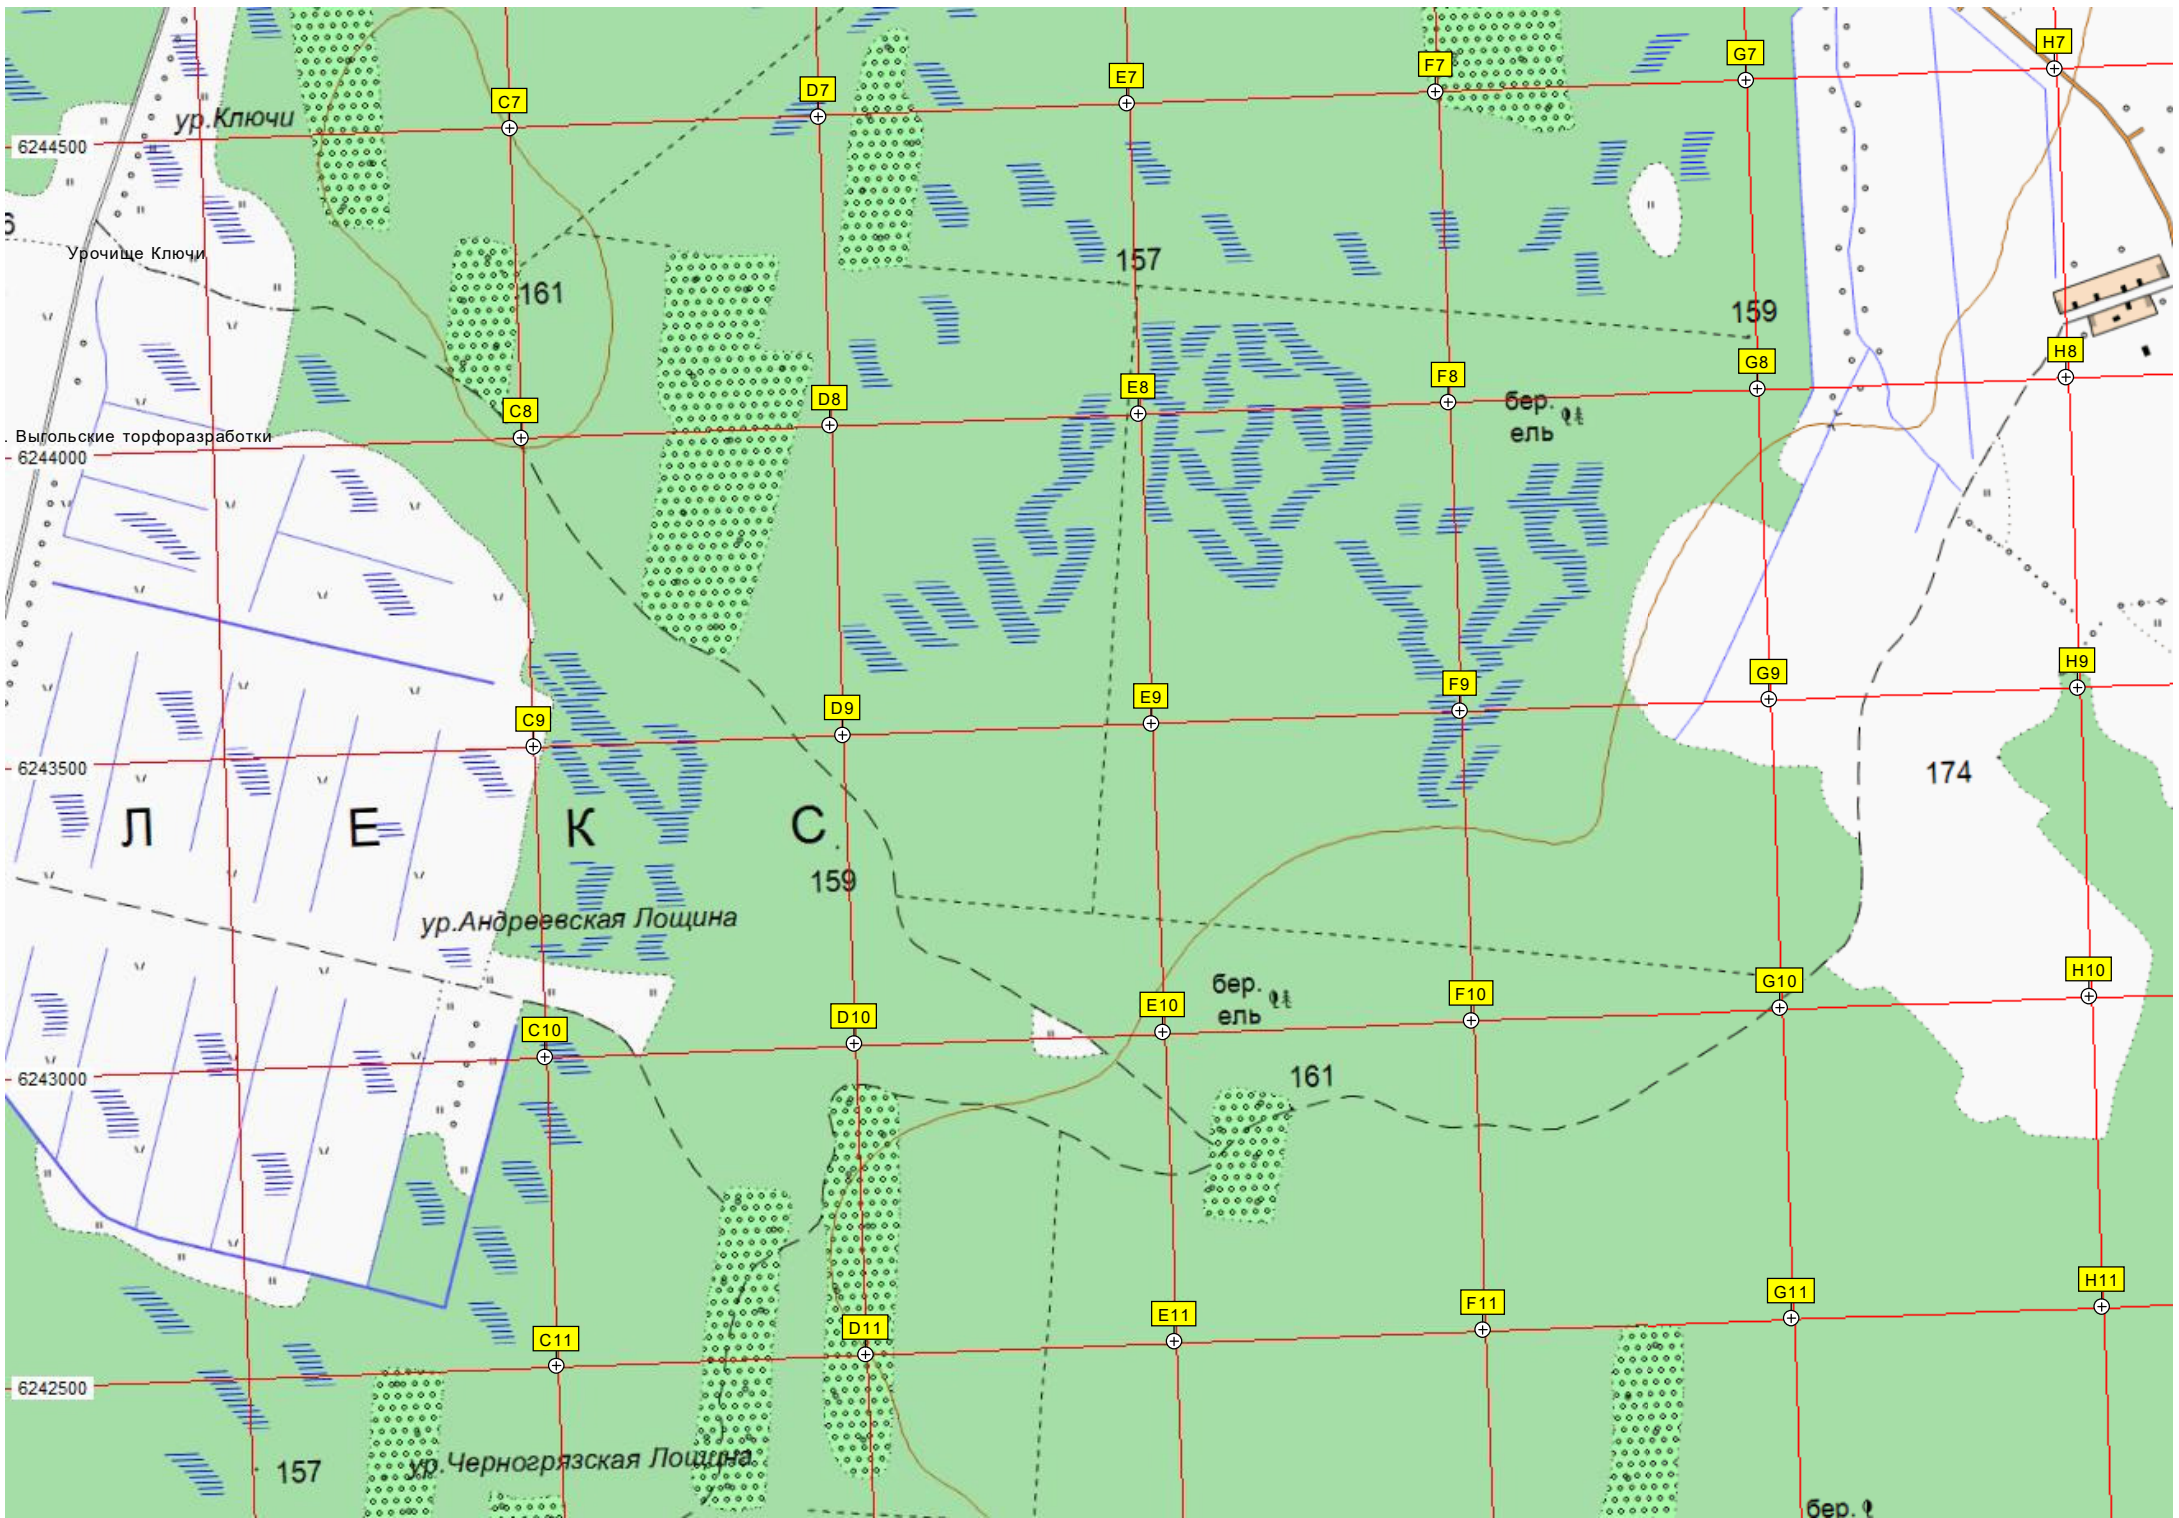 H7
G7
F7
E7
D7
C7
ур.Ключи
6244500
Урочище Ключи
157
161
159
H8
G8
F8
E8
D8
C8
бер.
ель
. Выгольские торфоразработки
6244000
H9
G9
F9
E9
D9
C9
6243500
174
Л Е К С
159
ур.Андреевская Лощина
H10
G10
F10
E10
D10
C10
бер.
ель
6243000
161
H11
G11
F11
E11
D11
C11
6242500
ур.Черногрязская Лощина
157
бер.